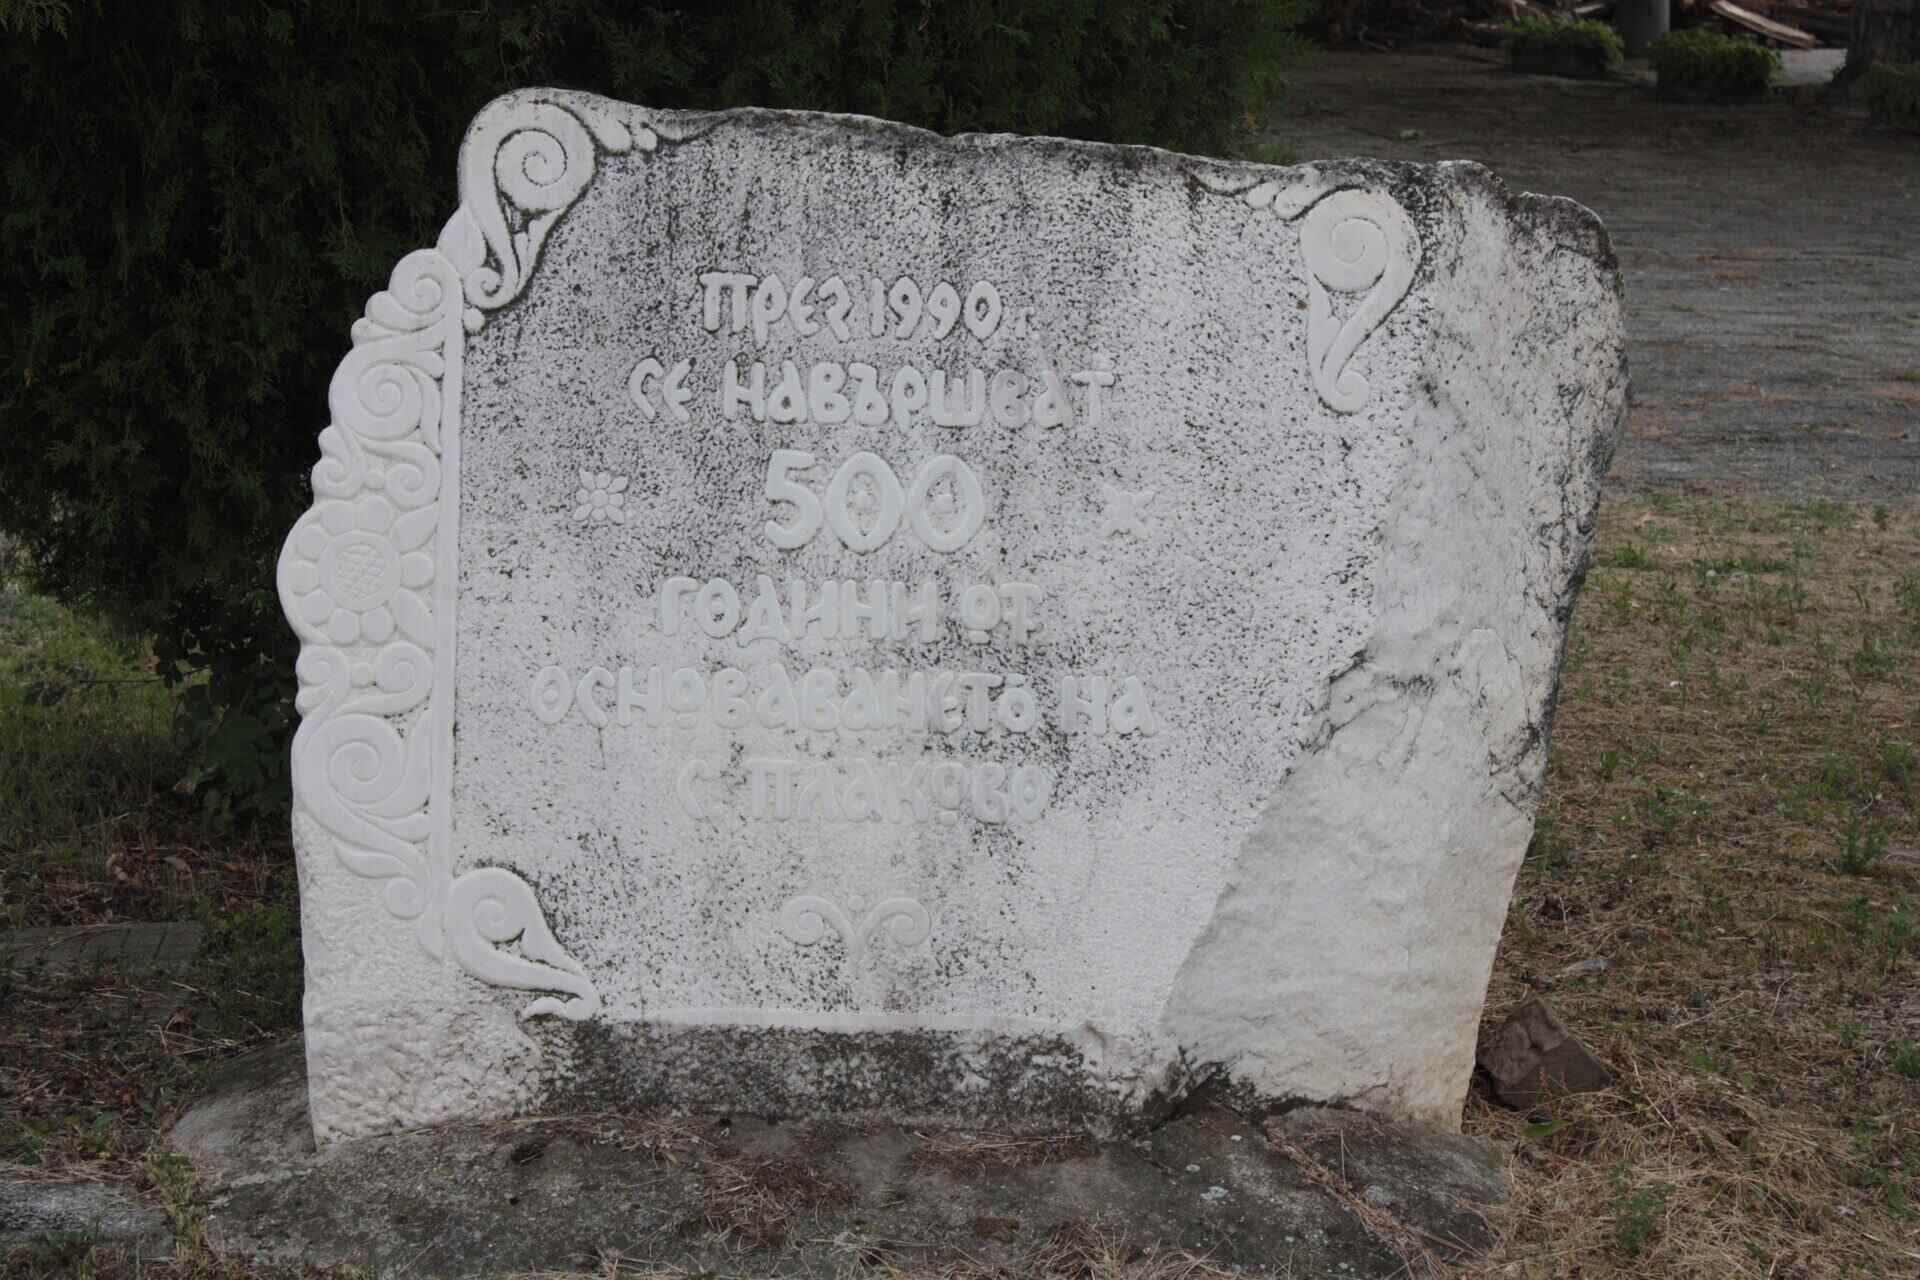 През 1990 г.
се навършват
500
години от
основаването на
с. Плаково